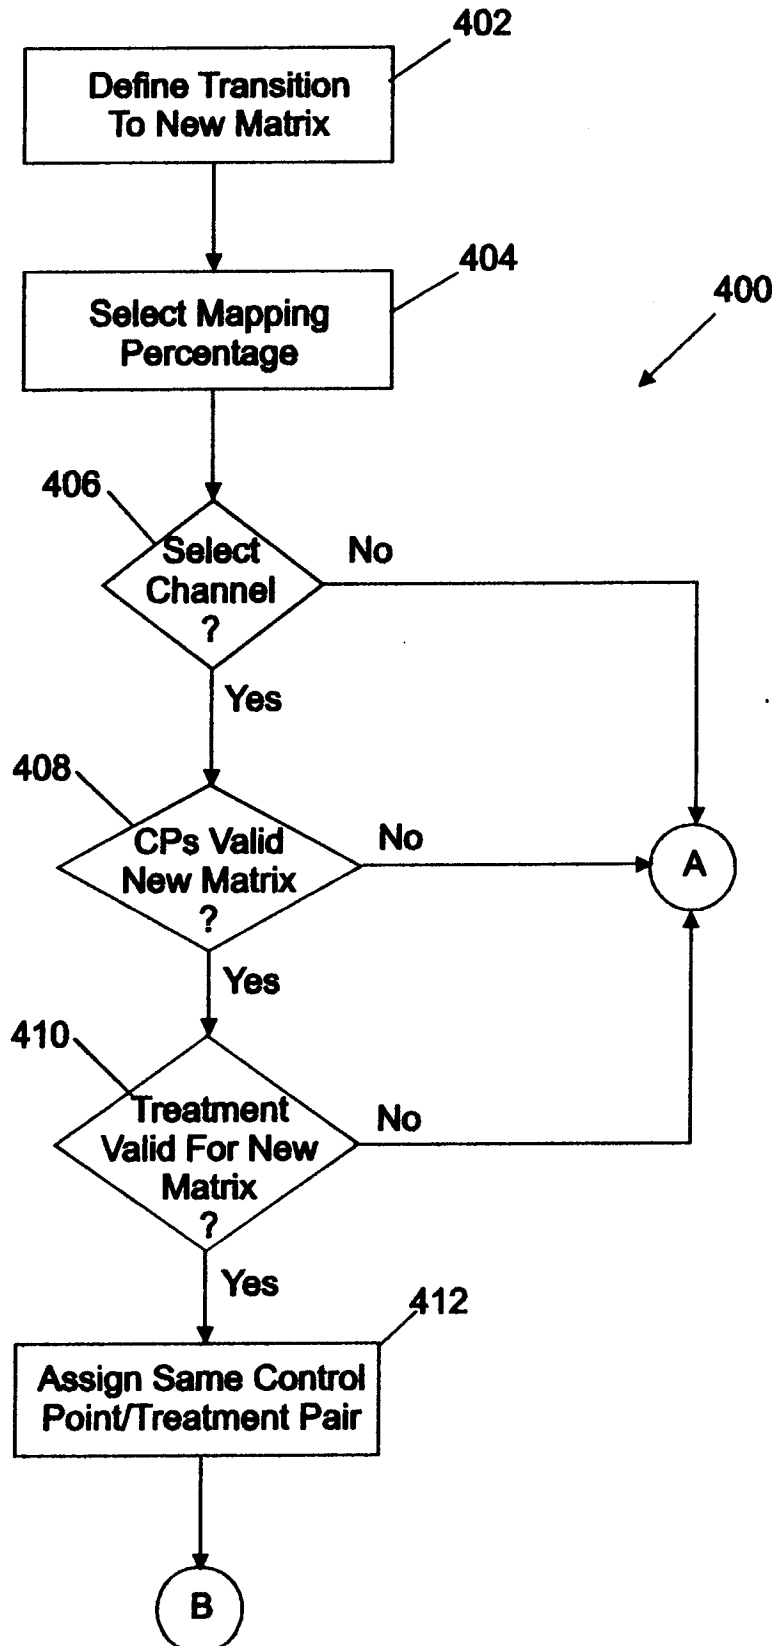 402
Define Transition
To New Matrix
404
Select Mapping
Percentage
400
406
Select
Channel
?
No
Yes
408
CPs Valid
New Matrix
?
No
A
Yes
410
Treatment
Valid For New
Matrix
?
No
Yes
412
Assign Same Control
Point/Treatment Pair
B